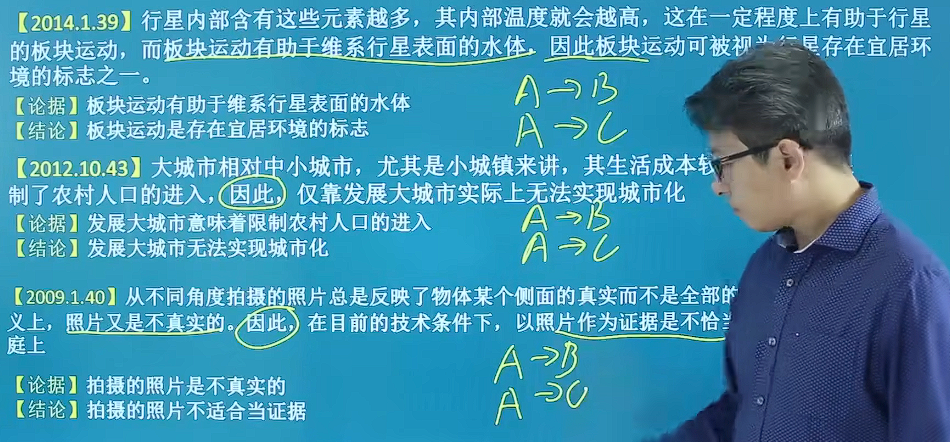 【2014.1.39】行星内部含有这些元素越多，其内部温度就会越高，这在一定程度上有助于行星
的板块运动，而板块运动有助于维系行星表面的水体，因此板块运动可被视为行星存在宜居环
境的标志之一。
【论据】板块运动有助于维系行星表面的水体
【结论】板块运动是存在宜居环境的标志
A→B
A→C
【2012.10.43】大城市相对中小城市，尤其是小城镇来讲，其生活成本较
制了农村人口的进入，因此，仅靠发展大城市实际上无法实现城市化
【论据】发展大城市意味着限制农村人口的进入
【结论】发展大城市无法实现城市化
A→B
A→C
【2009.1.40】从不同角度拍摄的照片总是反映了物体某个侧面的真实而不是全部的
义上，照片又是不真实的。因此，在目前的技术条件下，以照片作为证据是不恰当
庭上
【论据】拍摄的照片是不真实的
【结论】拍摄的照片不适合当证据
A→B
A→C